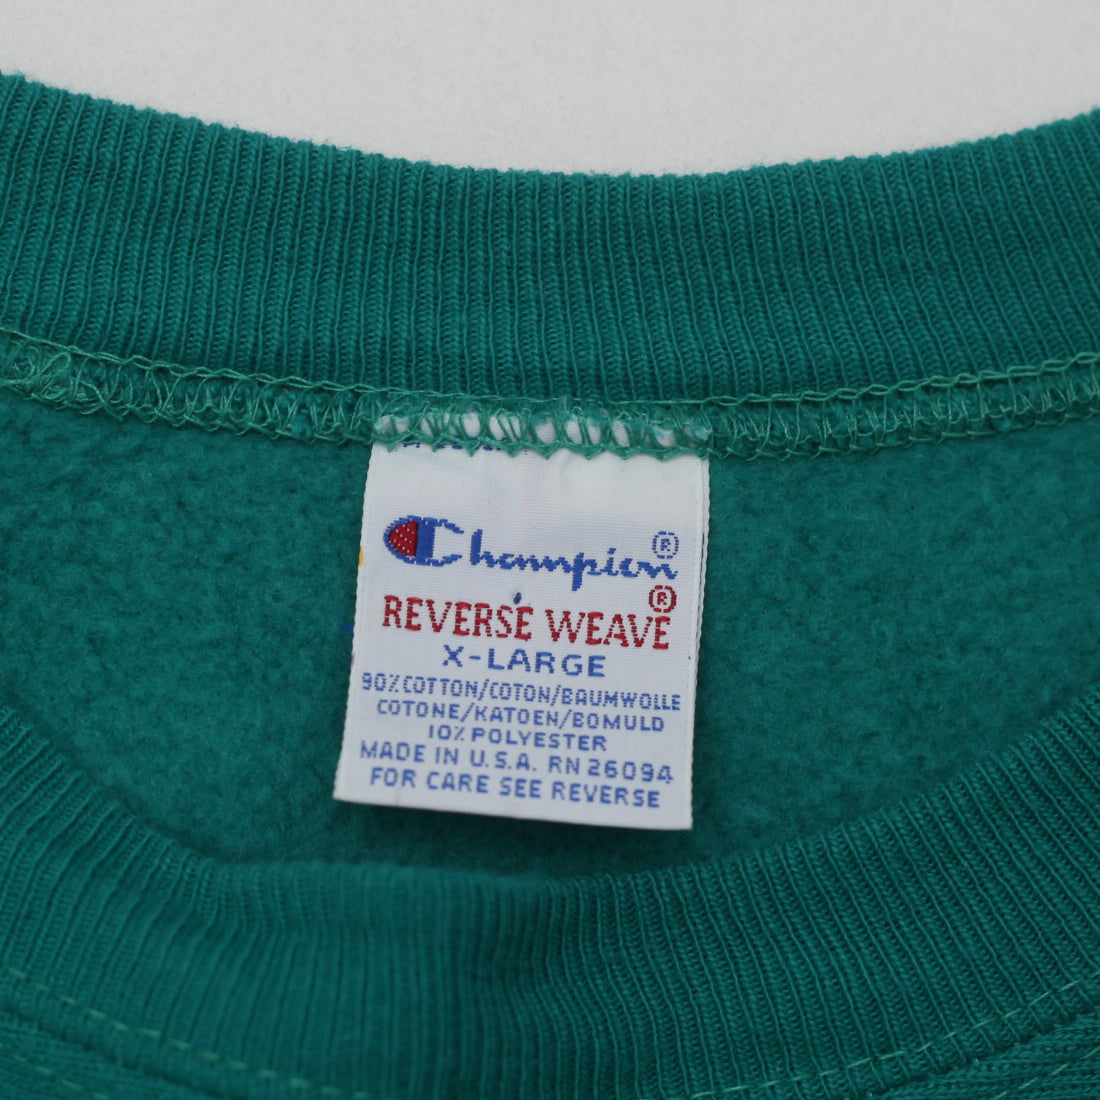 Champion®
REVERSE WEAVE®
X-LARGE
90% COTTON/COTON/BAUMWOLLE
COTONE/KATOEN/BOMULD
10% POLYESTER
MADE IN U.S.A. RN 26094
FOR CARE SEE REVERSE